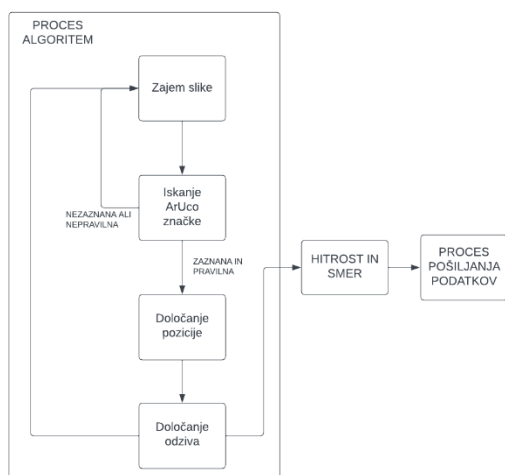 PROCES
ALGORITEM
Zajem slike
Iskanje
ArUco
značke
NEZAZNANA ALI
NEPRAVILNA
ZAZNANA IN
PRAVILNA
Določanje
pozicije
Določanje
odziva
HITROST IN
SMER
PROCES
POŠILJANJA
PODATKOV